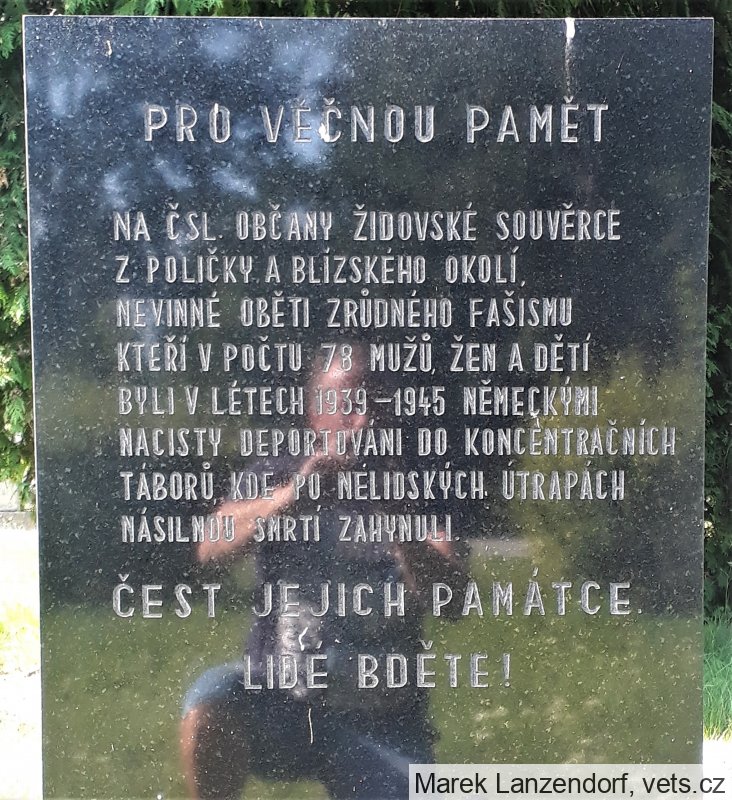 PRO VĚČNOU PAMĚT
NA ČSL. OBČANY ŽIDOVSKÉ SOUVĚRCE
Z POLIČKY A BLÍZSKÉHO OKOLÍ,
NEVINNÉ OBĚTI ZRŮDNÉHO FAŠISMU
KTEŘÍ V POČTU 78 MUŽŮ, ŽEN A DĚTÍ
BYLI V LÉTECH 1939-1945 NĚMECKÝMI
NACISTY DEPORTOVÁNI DO KONCENTRAČNÍCH
TÁBORŮ, KDE PO NELIDSKÝCH ÚTRAPÁCH
NÁSILNOU SMRTÍ ZAHYNULI.
ČEST JEJICH PAMÁTCE.
LIDÉ BDĚTE!
Marek Lanzendorf, vets.cz